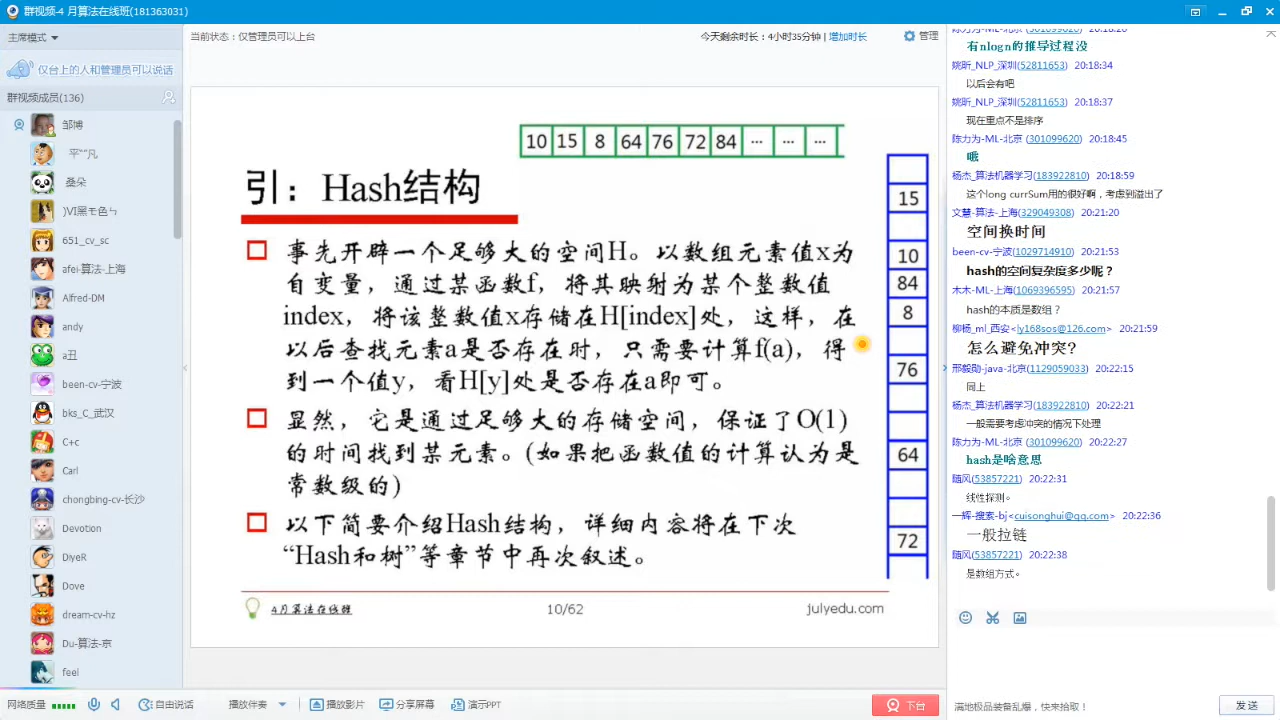 群视频-4 月算法在线班(181363031)
主席模式
仅台上的人和管理员可以说话
群视频成员(136)
邹博
平""凡
桑朵
)VI黑モ色ㄣ
651_cv_sc
afei-算法-上海
Alfred-DM
andy
a丑
been-cv-宁波
bks_C_武汉
C+c
Carl
chongbing-cv-长沙
Devotion
DiyeR
Dove
dream-cv-hz
Du-算法-京
feel
网络质量
自由说话
当前状态：仅管理员可以上台
今天剩余时长：4小时35分钟 | 增加时长
管理
10 15 8 64 76 72 84 ... ... ...
引：Hash结构
事先开辟一个足够大的空间H。以数组元素值x为
自变量，通过某函数f，将其映射为某个整数值
index，将该整数值x存储在H[index]处，这样，在
以后查找元素a是否存在时，只需要计算f(a)，得
到一个值y，看H[y]处是否存在a即可。
显然，它是通过足够大的存储空间，保证了O(1)
的时间找到某元素。(如果把函数值的计算认为是
常数级的)
以下简要介绍Hash结构，详细内容将在下次
“Hash和树”等章节中再次叙述。
15
10
84
8
76
64
72
4月算法在线班
10/62
julyedu.com
播放伴奏
播放影片
分享屏幕
演示PPT
下台
陈力为-ML-北京 (301099620) 20:18:20
有nlogn的推导过程没
姚昕_NLP_深圳(52811653) 20:18:34
以后会有吧
姚昕_NLP_深圳(52811653) 20:18:37
现在重点不是排序
陈力为-ML-北京 (301099620) 20:18:45
哦
杨杰_算法机器学习(183922810) 20:18:59
这个long currSum用的很好啊，考虑到溢出了
文慧-算法-上海(329049308) 20:21:20
空间换时间
been-cv-宁波(1029714910) 20:21:53
hash的空间复杂度多少呢？
木木-ML-上海(1069396595) 20:21:57
hash的本质是数组？
柳杨_ml_西安<ly168sos@126.com> 20:21:59
怎么避免冲突?
邢毅勋-java-北京(1129059033) 20:22:15
同上
杨杰_算法机器学习(183922810) 20:22:21
一般需要考虑冲突的情况下处理
陈力为-ML-北京 (301099620) 20:22:27
hash是啥意思
随风(53857221) 20:22:31
线性探测。
一辉-搜索-bj<cuisonghui@qq.com> 20:22:36
一般拉链
随风(53857221) 20:22:38
是数组方式。
满地极品装备乱爆，快来拾取！
发送